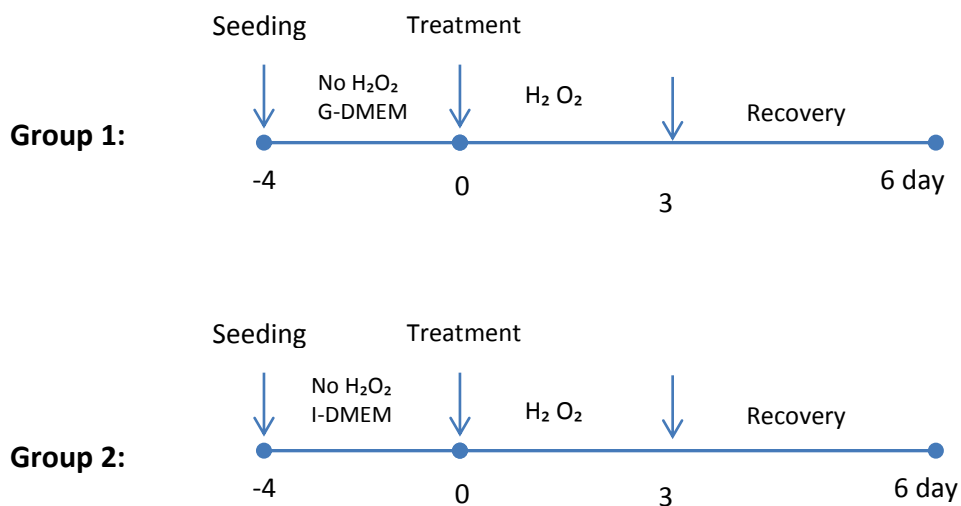 Seeding Treatment
No H₂O₂
G-DMEM
H₂ O₂
Recovery
Group 1:
-4 0 3 6 day
Seeding Treatment
No H₂O₂
I-DMEM
H₂ O₂
Recovery
Group 2:
-4 0 3 6 day